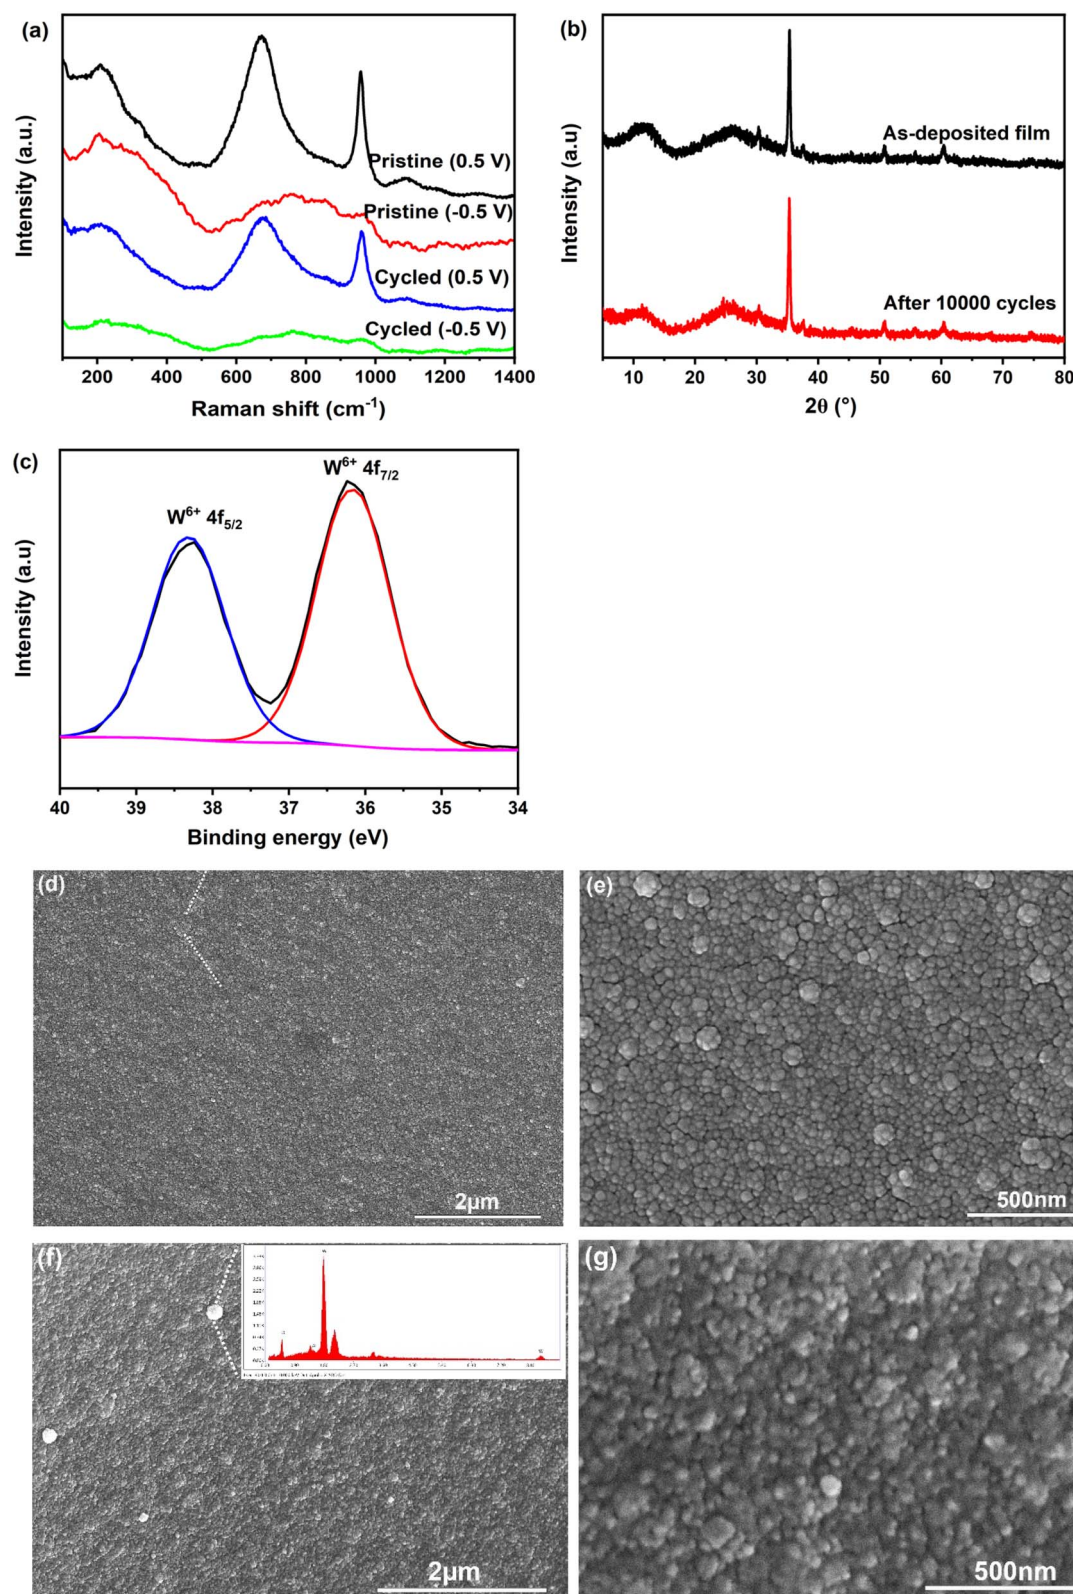 (a)
Intensity (a.u.)
Pristine (0.5 V)
Pristine (-0.5 V)
Cycled (0.5 V)
Cycled (-0.5 V)
200 400 600 800 1000 1200 1400
Raman shift (cm-1)
(b)
Intensity (a.u)
As-deposited film
After 10000 cycles
10 20 30 40 50 60 70 80
2θ (°)
(c)
Intensity (a.u)
W6+ 4f5/2
W6+ 4f7/2
40 39 38 37 36 35 34
Binding energy (eV)
(d)
2μm
(e)
500nm
(f)
2μm
(g)
500nm